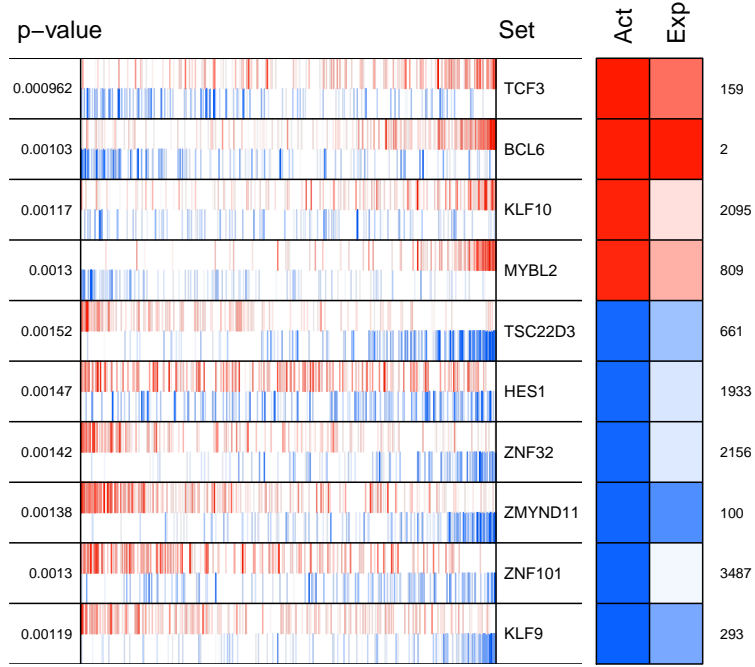 p−value Set Act Exp
0.000962 TCF3 159
0.00103 BCL6 2
0.00117 KLF10 2095
0.0013 MYBL2 809
0.00152 TSC22D3 661
0.00147 HES1 1933
0.00142 ZNF32 2156
0.00138 ZMYND11 100
0.0013 ZNF101 3487
0.00119 KLF9 293